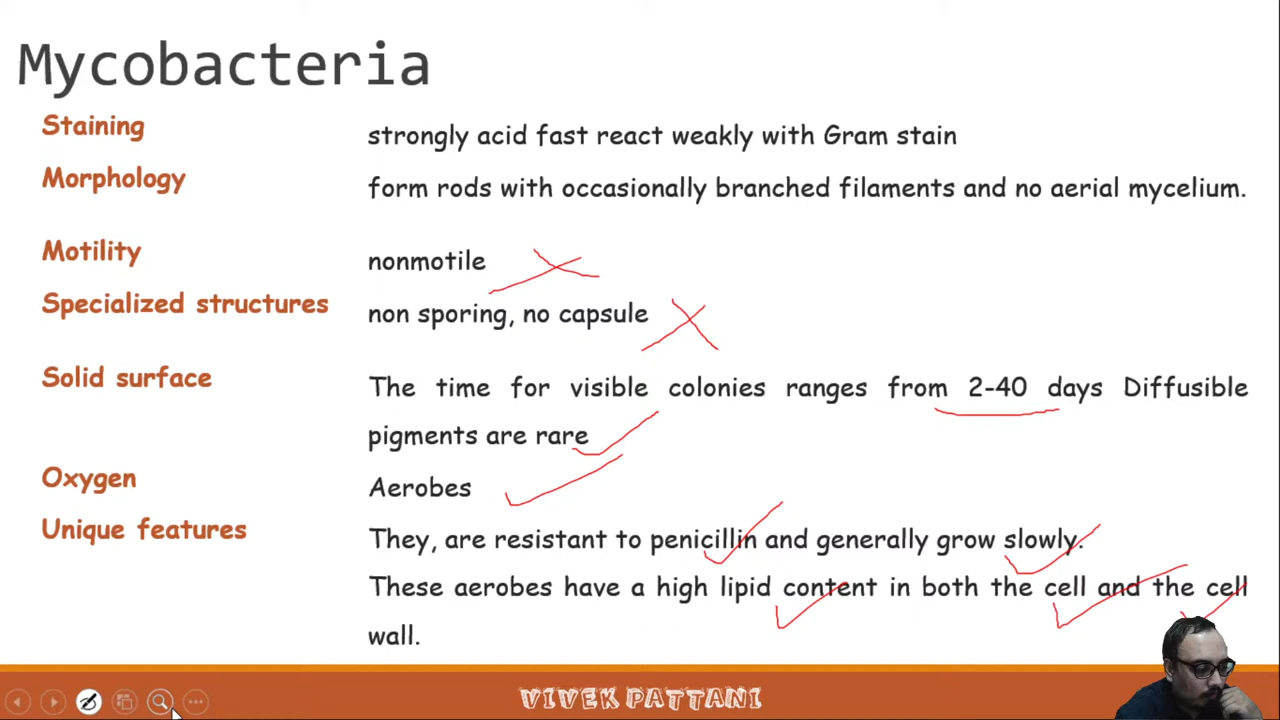 Mycobacteria
Staining
strongly acid fast react weakly with Gram stain
Morphology
form rods with occasionally branched filaments and no aerial mycelium.
Motility
nonmotile
Specialized structures
non sporing, no capsule
Solid surface
The time for visible colonies ranges from 2-40 days Diffusible
pigments are rare
Oxygen
Aerobes
Unique features
They, are resistant to penicillin and generally grow slowly.
These aerobes have a high lipid content in both the cell and the cell
wall.
VIVEK PATTANI